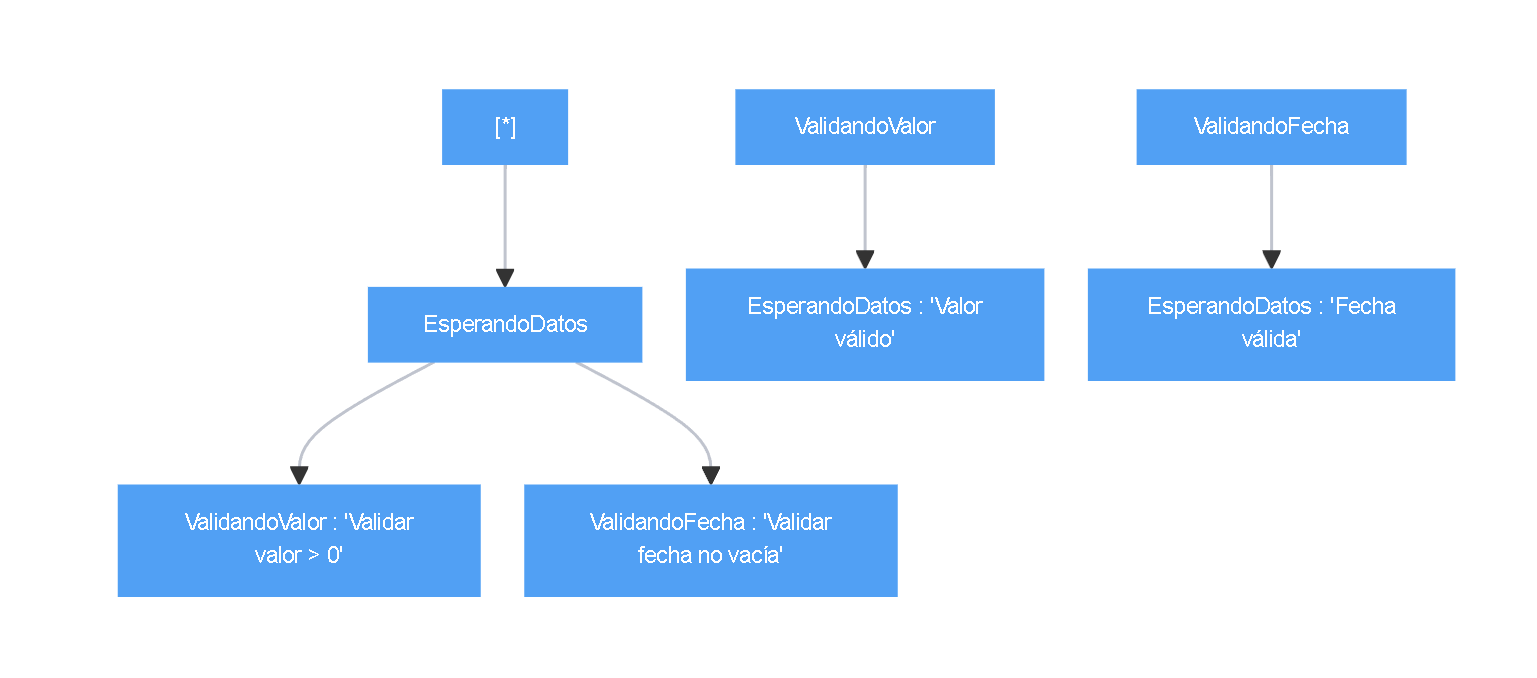 [*]
ValidandoValor
ValidandoFecha
EsperandoDatos
EsperandoDatos : 'Valor
válido'
EsperandoDatos : 'Fecha
válida'
ValidandoValor : 'Validar
valor > 0'
ValidandoFecha : 'Validar
fecha no vacía'